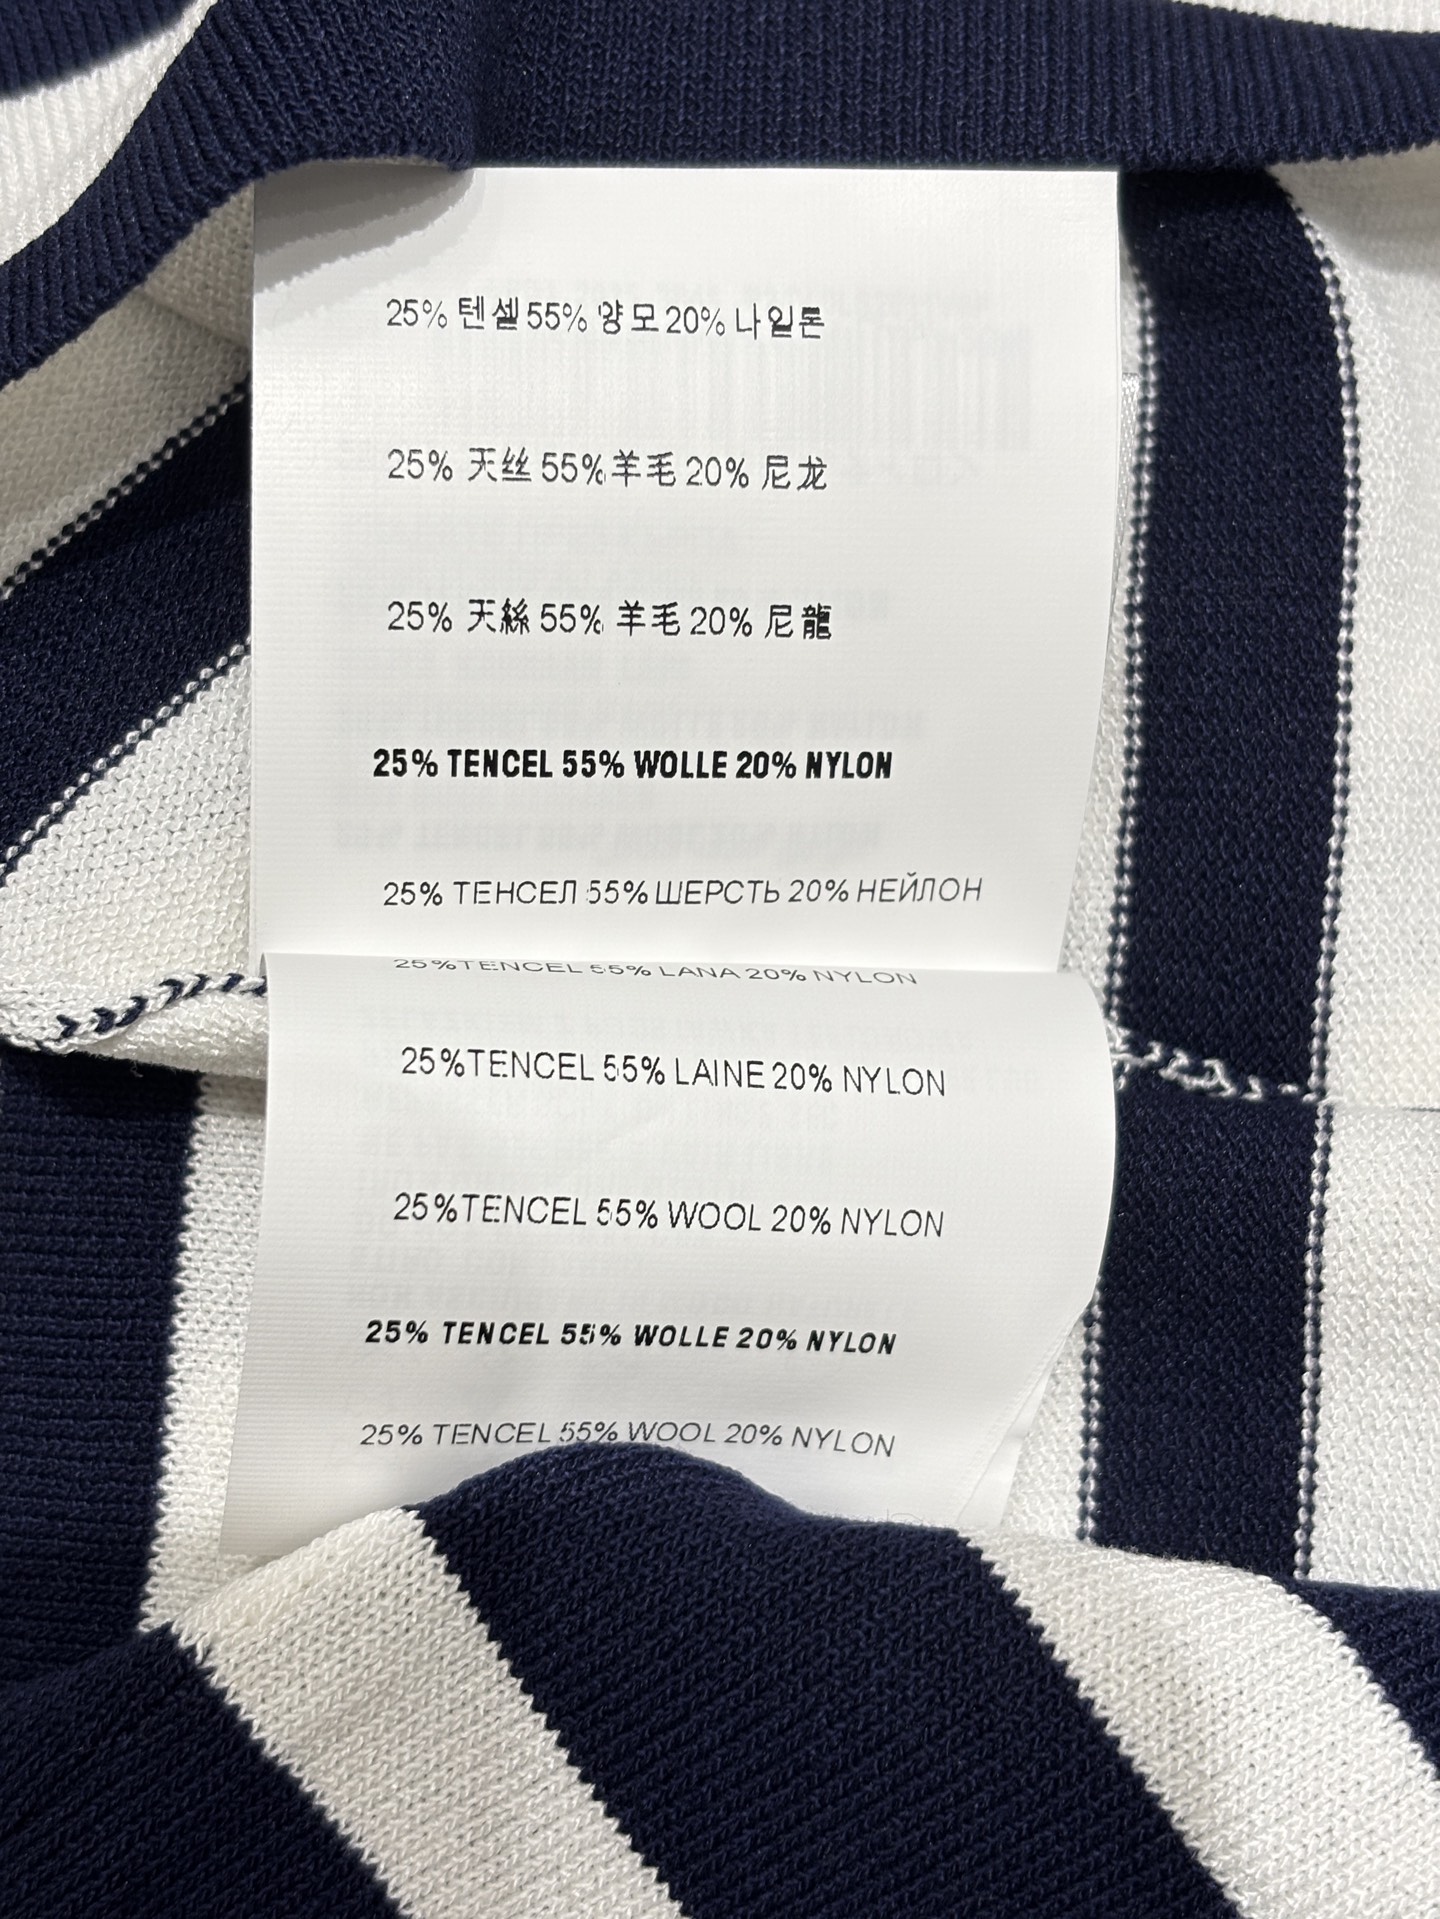 25% 텐셀 55% 양모 20% 나일론
25% 天丝 55% 羊毛 20% 尼龙
25% 天絲 55% 羊毛 20% 尼龍
25% TENCEL 55% WOLLE 20% NYLON
25% ТЕНСЕЛ 55% ШЕРСТЬ 20% НЕЙЛОН
25%TENCEL 55% LANA 20% NYLON
25%TENCEL 55% LAINE 20% NYLON
25%TENCEL 55% WOOL 20% NYLON
25% TENCEL 55% WOLLE 20% NYLON
25% TENCEL 55% WOOL 20% NYLON